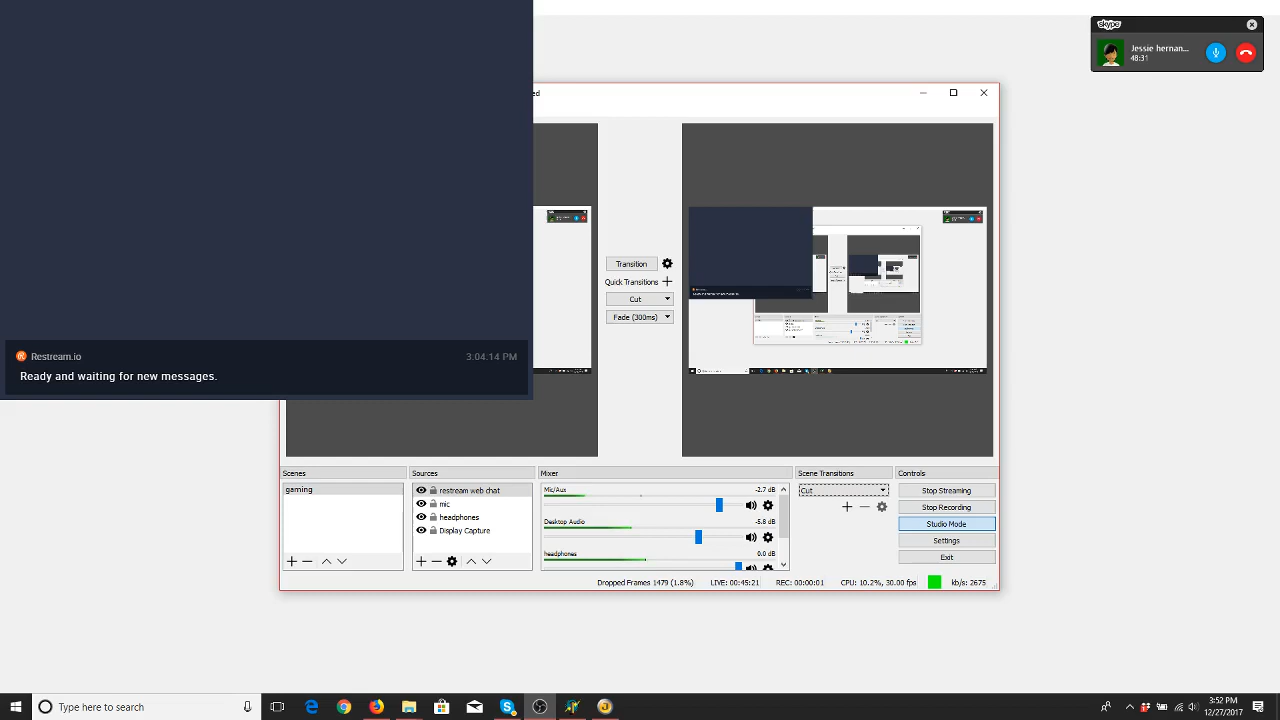 skype
Jessie hernan...
48:31
ed
Transition
Quick Transitions
Cut
Fade (300ms)
Restream.io
3:04:14 PM
Ready and waiting for new messages.
Scenes
Sources
Mixer
Scene Transitions
Controls
gaming
restream web chat
mic
headphones
Display Capture
Mic/Aux
-2.7 dB
Desktop Audio
-5.8 dB
headphones
0.0 dB
Cut
Stop Streaming
Stop Recording
Studio Mode
Settings
Exit
Dropped Frames 1479 (1.8%)
LIVE: 00:45:21
REC: 00:00:01
CPU: 10.2%, 30.00 fps
kb/s: 2675
Type here to search
3:52 PM
12/27/2017